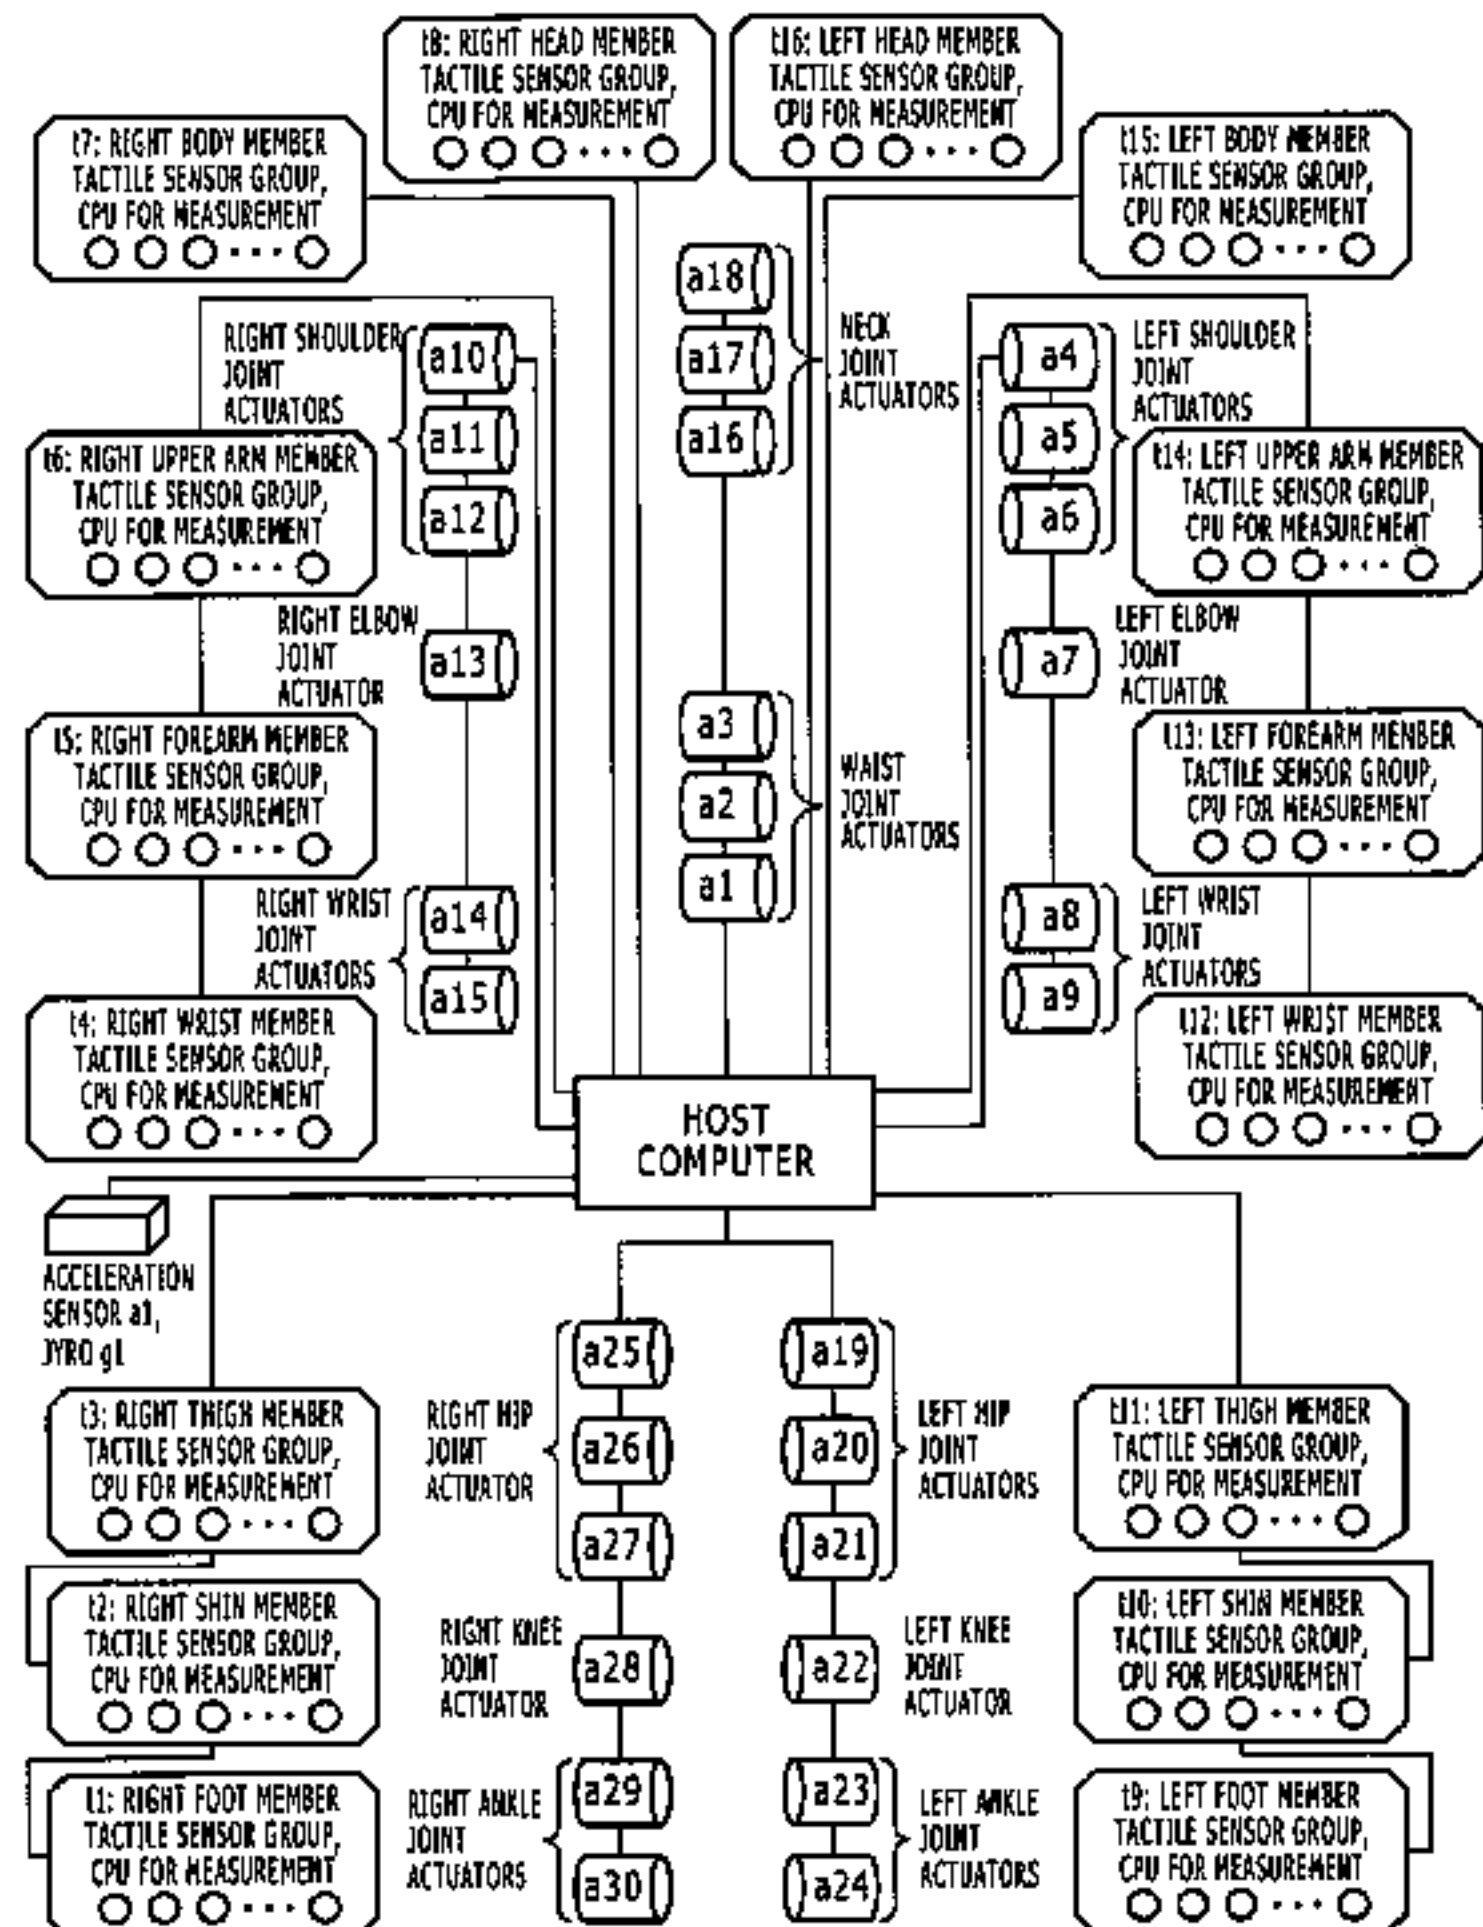 t8: RIGHT HEAD MEMBER
TACTILE SENSOR GROUP,
CPU FOR MEASUREMENT
t16: LEFT HEAD MEMBER
TACTILE SENSOR GROUP,
CPU FOR MEASUREMENT
t7: RIGHT BODY MEMBER
TACTILE SENSOR GROUP,
CPU FOR MEASUREMENT
t15: LEFT BODY MEMBER
TACTILE SENSOR GROUP,
CPU FOR MEASUREMENT
a18
a17
a16
NECK
JOINT
ACTUATORS
RIGHT SHOULDER
JOINT
ACTUATORS
a10
a11
a12
a4
a5
a6
LEFT SHOULDER
JOINT
ACTUATORS
t6: RIGHT UPPER ARM MEMBER
TACTILE SENSOR GROUP,
CPU FOR MEASUREMENT
t14: LEFT UPPER ARM MEMBER
TACTILE SENSOR GROUP,
CPU FOR MEASUREMENT
RIGHT ELBOW
JOINT
ACTUATOR
a13
a7
LEFT ELBOW
JOINT
ACTUATOR
a3
a2
a1
WAIST
JOINT
ACTUATORS
t5: RIGHT FOREARM MEMBER
TACTILE SENSOR GROUP,
CPU FOR MEASUREMENT
t13: LEFT FOREARM MEMBER
TACTILE SENSOR GROUP,
CPU FOR MEASUREMENT
RIGHT WRIST
JOINT
ACTUATORS
a14
a15
a8
a9
LEFT WRIST
JOINT
ACTUATORS
t4: RIGHT WRIST MEMBER
TACTILE SENSOR GROUP,
CPU FOR MEASUREMENT
t12: LEFT WRIST MEMBER
TACTILE SENSOR GROUP,
CPU FOR MEASUREMENT
HOST
COMPUTER
ACCELERATION
SENSOR a1,
JYRO g1
a25
a26
a27
RIGHT HIP
JOINT
ACTUATOR
a19
a20
a21
LEFT HIP
JOINT
ACTUATORS
t3: RIGHT THIGH MEMBER
TACTILE SENSOR GROUP,
CPU FOR MEASUREMENT
t11: LEFT THIGH MEMBER
TACTILE SENSOR GROUP,
CPU FOR MEASUREMENT
t2: RIGHT SHIN MEMBER
TACTILE SENSOR GROUP,
CPU FOR MEASUREMENT
RIGHT KNEE
JOINT
ACTUATOR
a28
a22
LEFT KNEE
JOINT
ACTUATOR
t10: LEFT SHIN MEMBER
TACTILE SENSOR GROUP,
CPU FOR MEASUREMENT
t1: RIGHT FOOT MEMBER
TACTILE SENSOR GROUP,
CPU FOR MEASUREMENT
RIGHT ANKLE
JOINT
ACTUATORS
a29
a30
a23
a24
LEFT ANKLE
JOINT
ACTUATORS
t9: LEFT FOOT MEMBER
TACTILE SENSOR GROUP,
CPU FOR MEASUREMENT